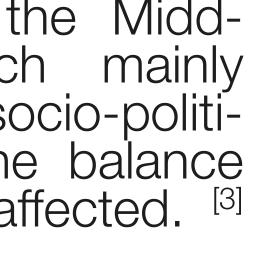 the Midd-
ch mainly
socio-politi-
he balance
affected. [3]